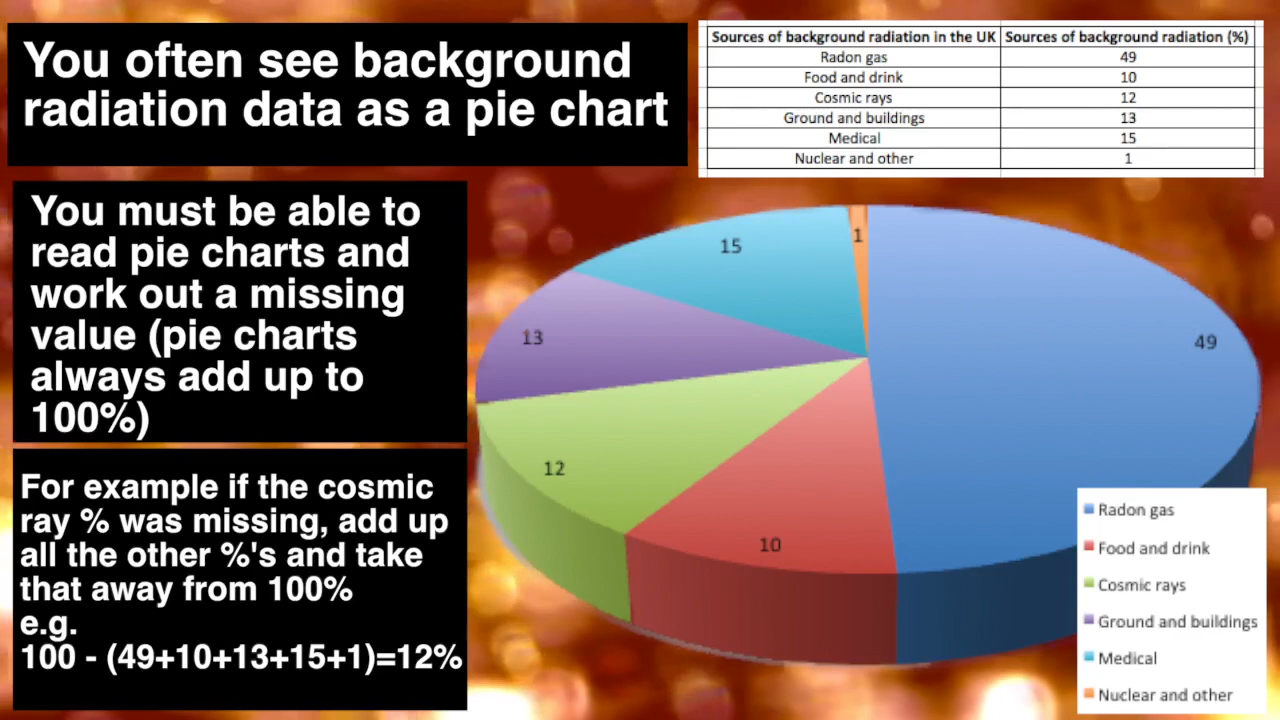 You often see background
radiation data as a pie chart
Sources of background radiation in the UK Sources of background radiation (%)
Radon gas 49
Food and drink 10
Cosmic rays 12
Ground and buildings 13
Medical 15
Nuclear and other 1
You must be able to
read pie charts and
work out a missing
value (pie charts
always add up to
100%)
For example if the cosmic
ray % was missing, add up
all the other %'s and take
that away from 100%
e.g.
100 - (49+10+13+15+1)=12%
1
15
49
13
12
10
Radon gas
Food and drink
Cosmic rays
Ground and buildings
Medical
Nuclear and other